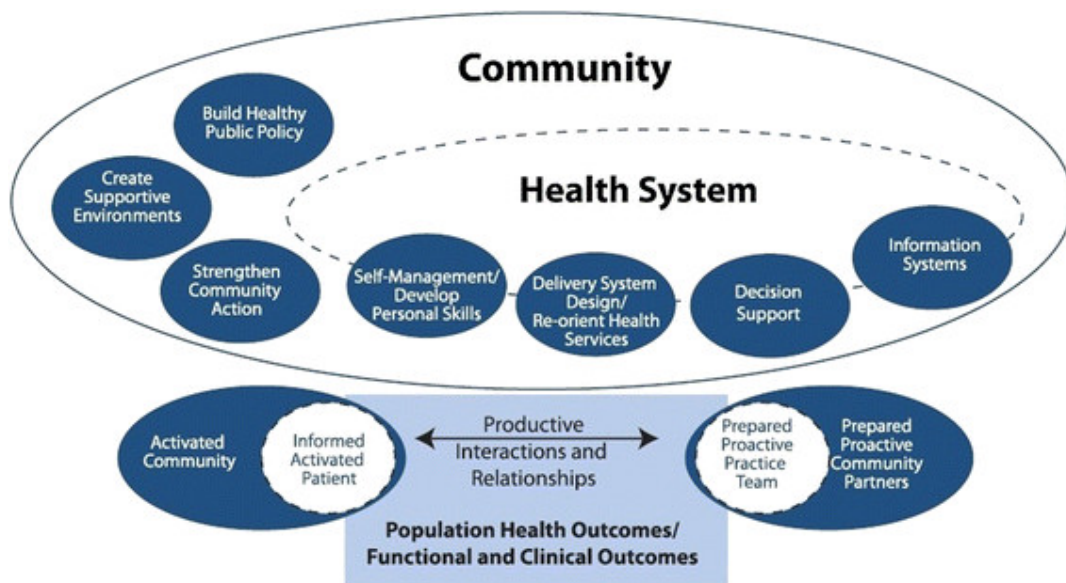 Community
Build Healthy
Public Policy
Create
Supportive
Environments
Strengthen
Community
Action
Health System
Self-Management/
Develop
Personal Skills
Delivery System
Design/
Re-orient Health
Services
Decision
Support
Information
Systems
Activated
Community
Informed
Activated
Patient
Productive
Interactions and
Relationships
Prepared
Proactive
Practice
Team
Prepared
Proactive
Community
Partners
Population Health Outcomes/
Functional and Clinical Outcomes